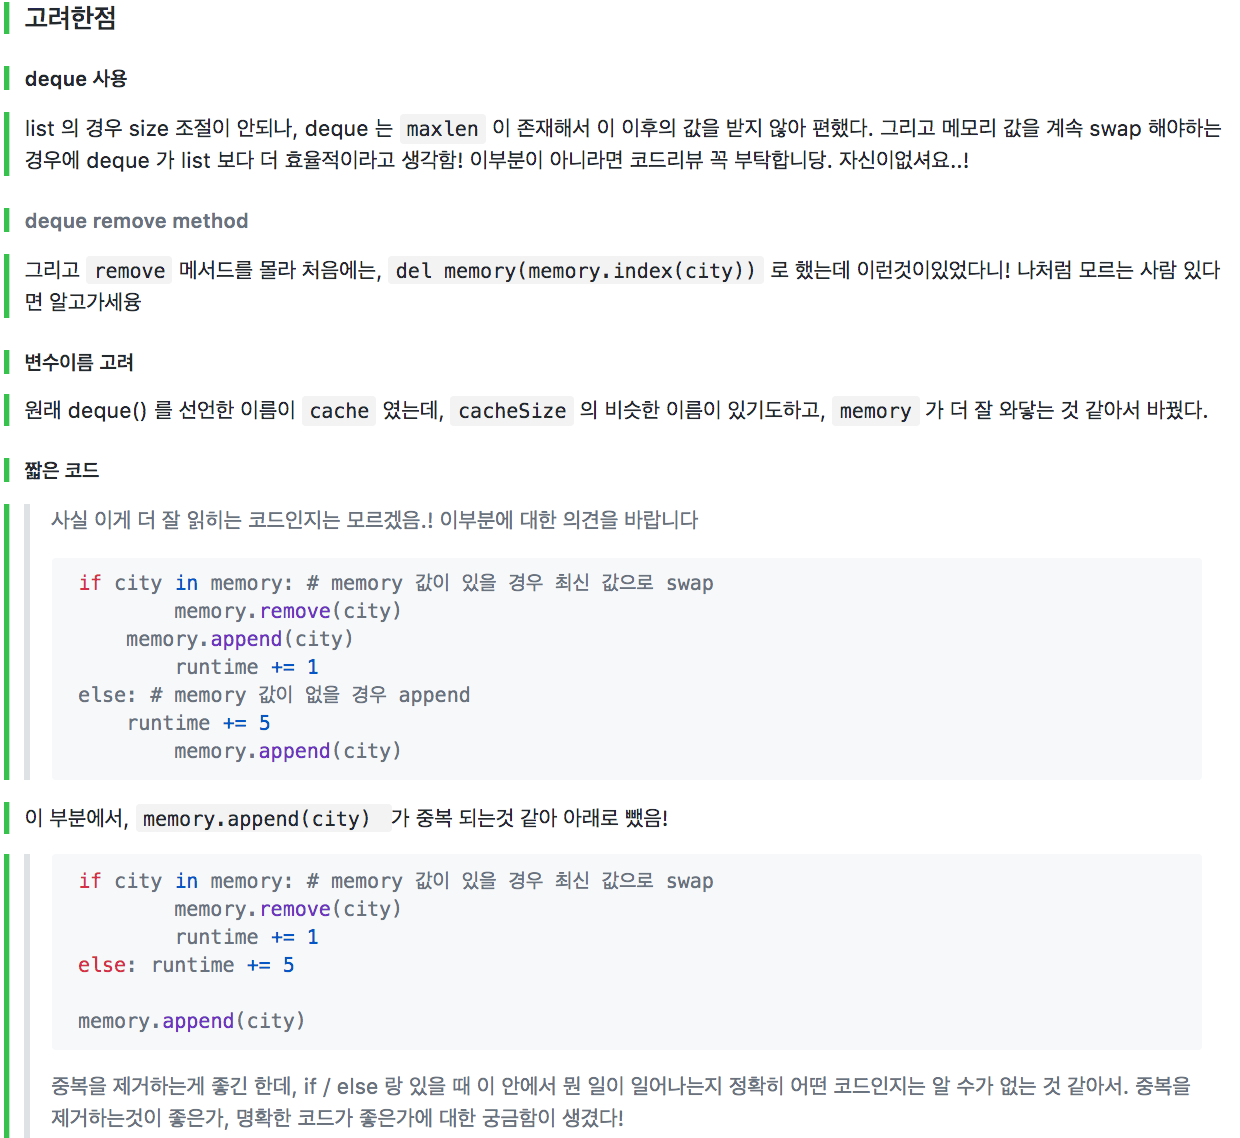 고려한점
deque 사용
list 의 경우 size 조절이 안되나, deque 는 maxlen 이 존재해서 이 이후의 값을 받지 않아 편했다. 그리고 메모리 값을 계속 swap 해야하는
경우에 deque 가 list 보다 더 효율적이라고 생각함! 이부분이 아니라면 코드리뷰 꼭 부탁합니당. 자신이없셔요..!
deque remove method
그리고 remove 메서드를 몰라 처음에는, del memory(memory.index(city)) 로 했는데 이런것이있었다니! 나처럼 모르는 사람 있다
면 알고가세용
변수이름 고려
원래 deque() 를 선언한 이름이 cache 였는데, cacheSize 의 비슷한 이름이 있기도하고, memory 가 더 잘 와닿는 것 같아서 바꿨다.
짧은 코드
사실 이게 더 잘 읽히는 코드인지는 모르겠음.! 이부분에 대한 의견을 바랍니다
if city in memory: # memory 값이 있을 경우 최신 값으로 swap
        memory.remove(city)
    memory.append(city)
        runtime += 1
else: # memory 값이 없을 경우 append
    runtime += 5
        memory.append(city)
이 부분에서, memory.append(city) 가 중복 되는것 같아 아래로 뺐음!
if city in memory: # memory 값이 있을 경우 최신 값으로 swap
        memory.remove(city)
        runtime += 1
else: runtime += 5
memory.append(city)
중복을 제거하는게 좋긴 한데, if / else 랑 있을 때 이 안에서 뭔 일이 일어나는지 정확히 어떤 코드인지는 알 수가 없는 것 같아서. 중복을
제거하는것이 좋은가, 명확한 코드가 좋은가에 대한 궁금함이 생겼다!